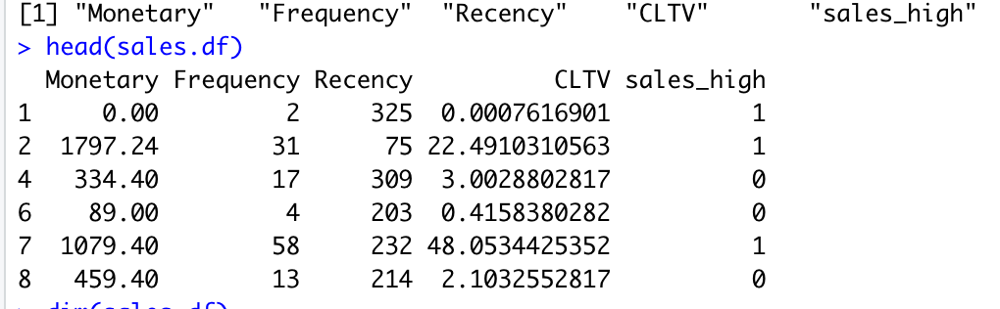 [1] "Monetary" "Frequency" "Recency" "CLTV" "sales_high"
> head(sales.df)
Monetary Frequency Recency CLTV sales_high
1 0.00 2 325 0.0007616901 1
2 1797.24 31 75 22.4910310563 1
4 334.40 17 309 3.0028802817 0
6 89.00 4 203 0.4158380282 0
7 1079.40 58 232 48.0534425352 1
8 459.40 13 214 2.1032552817 0
> dim(sales.df)